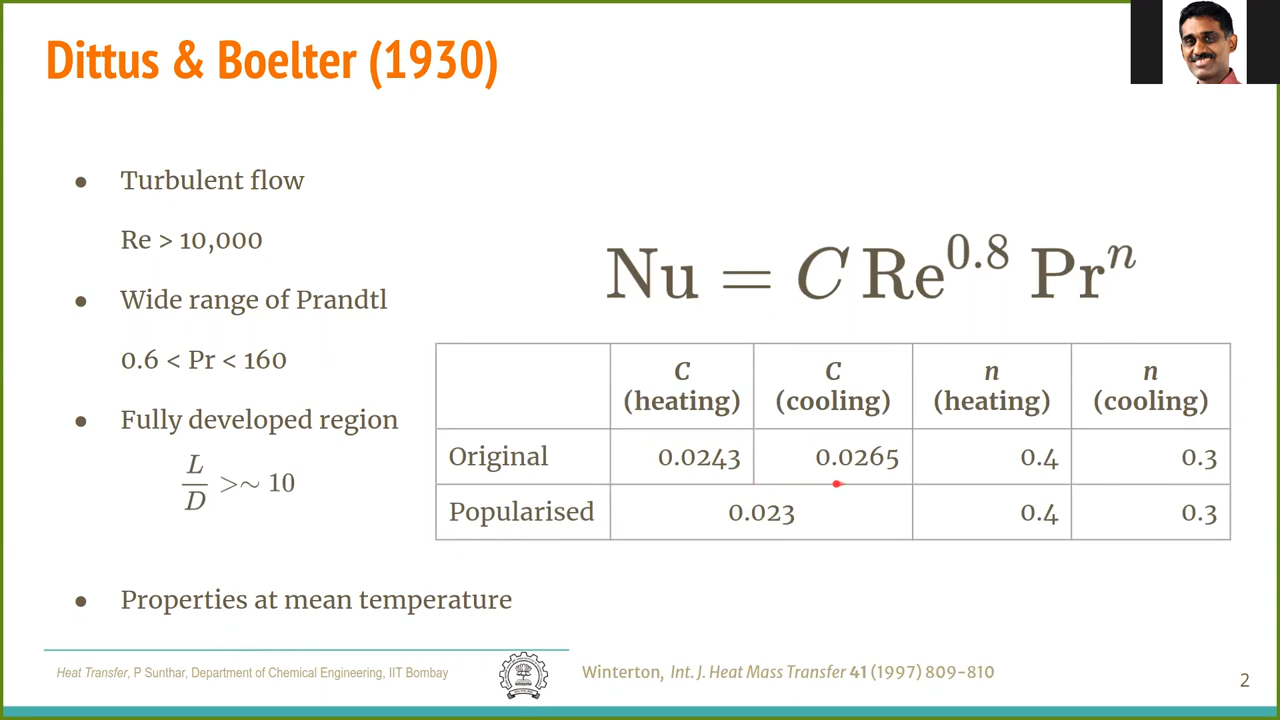 Dittus & Boelter (1930)
● Turbulent flow
Re > 10,000
● Wide range of Prandtl
0.6 < Pr < 160
● Fully developed region
L/D >∼ 10
● Properties at mean temperature
Nu = C Re^0.8 Pr^n
C (heating) C (cooling) n (heating) n (cooling)
Original 0.0243 0.0265 0.4 0.3
Popularised 0.023 0.4 0.3
Heat Transfer, P Sunthar, Department of Chemical Engineering, IIT Bombay
Winterton, Int. J. Heat Mass Transfer 41 (1997) 809-810
2